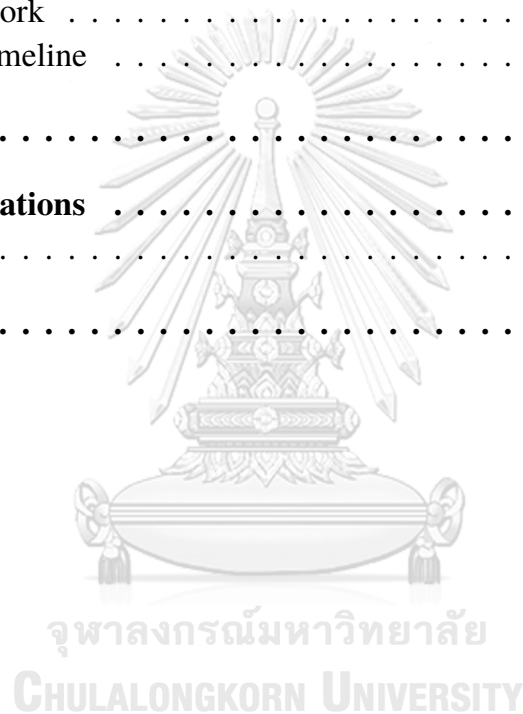 ork . . . . . . . . . . . . . . . . . . .
meline . . . . . . . . . . . . . . . . . .
. . . . . . . . . . . . . . . . . . . . .
ations . . . . . . . . . . . . . . . . .
. . . . . . . . . . . . . . . . . . . . .
. . . . . . . . . . . . . . . . . . . . .
จุฬาลงกรณ์มหาวิทยาลัย
CHULALONGKORN UNIVERSITY